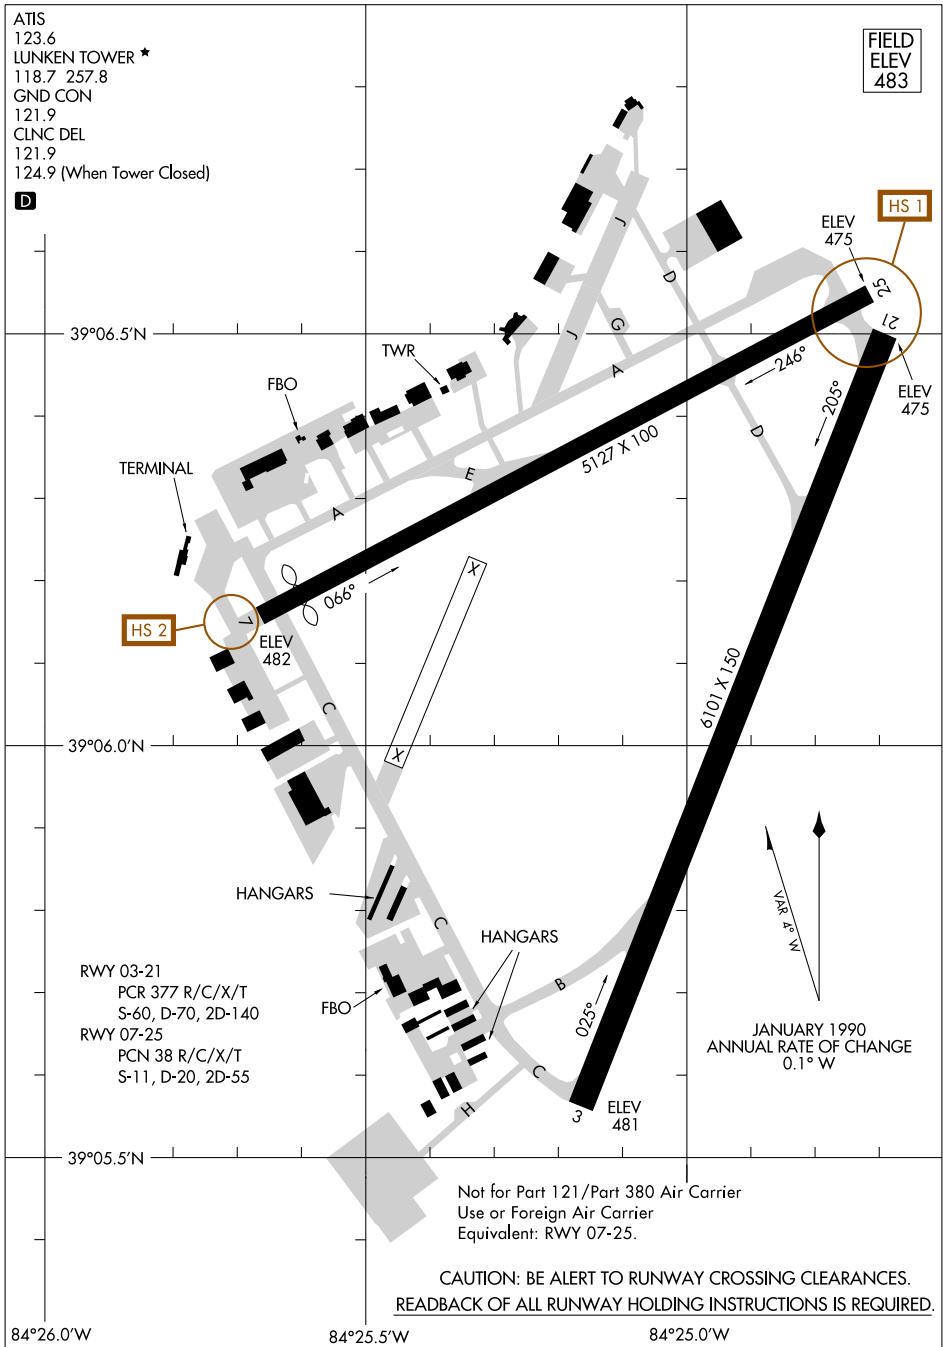 ATIS
123.6
LUNKEN TOWER ★
118.7 257.8
GND CON
121.9
CLNC DEL
121.9
124.9 (When Tower Closed)
D
FIELD
ELEV
483
HS 1
ELEV
475
25
21
ELEV
475
J
D
G
J
A
246°
205°
39°06.5'N
TWR
FBO
5127 X 100
D
TERMINAL
E
A
X
066°
HS 2
7
ELEV
482
C
6101 X 150
39°06.0'N
X
VAR 4° W
HANGARS
C
HANGARS
RWY 03-21
PCR 377 R/C/X/T
S-60, D-70, 2D-140
RWY 07-25
PCN 38 R/C/X/T
S-11, D-20, 2D-55
FBO
B
025°
JANUARY 1990
ANNUAL RATE OF CHANGE
0.1° W
C
H
3
ELEV
481
39°05.5'N
Not for Part 121/Part 380 Air Carrier
Use or Foreign Air Carrier
Equivalent: RWY 07-25.
CAUTION: BE ALERT TO RUNWAY CROSSING CLEARANCES.
READBACK OF ALL RUNWAY HOLDING INSTRUCTIONS IS REQUIRED.
84°26.0'W
84°25.5'W
84°25.0'W